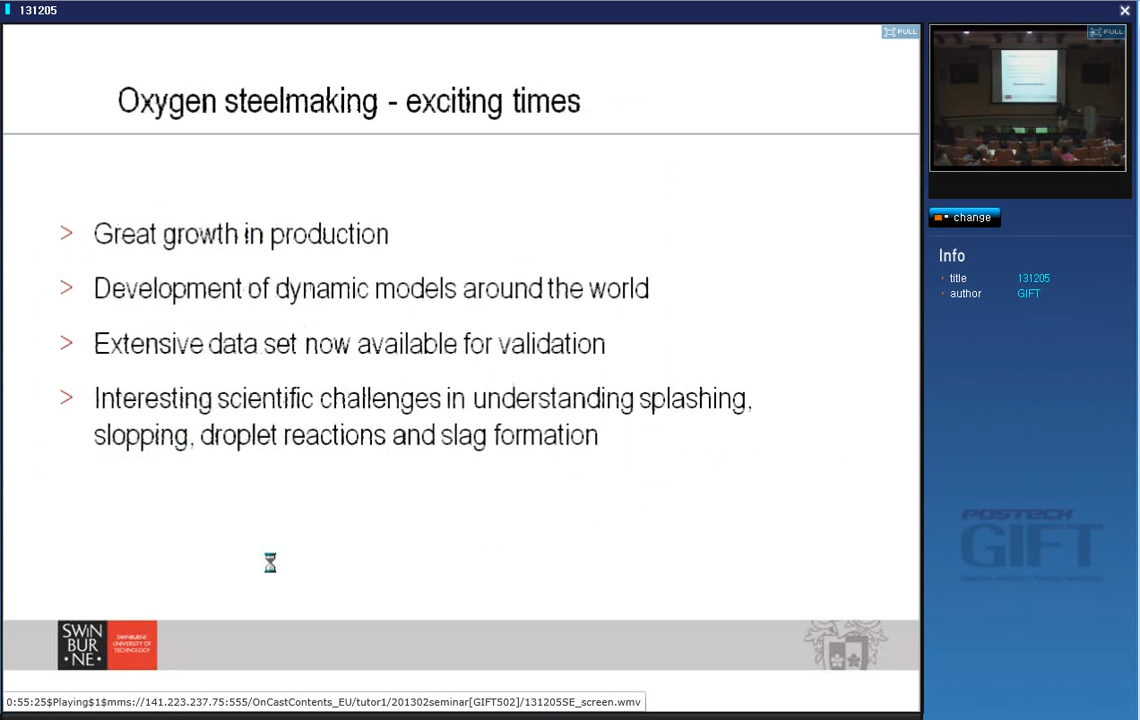 131205
FULL
Oxygen steelmaking - exciting times
> Great growth in production
> Development of dynamic models around the world
> Extensive data set now available for validation
> Interesting scientific challenges in understanding splashing,
slopping, droplet reactions and slag formation
SWIN
BUR
•NE•
SWINBURNE
UNIVERSITY OF
TECHNOLOGY
0:55:25$Playing$1$mms://141.223.237.75:555/OnCastContents_EU/tutor1/201302seminar[GIFT502]/131205SE_screen.wmv
FULL
change
Info
title 131205
author GIFT
POSTECH
GIFT